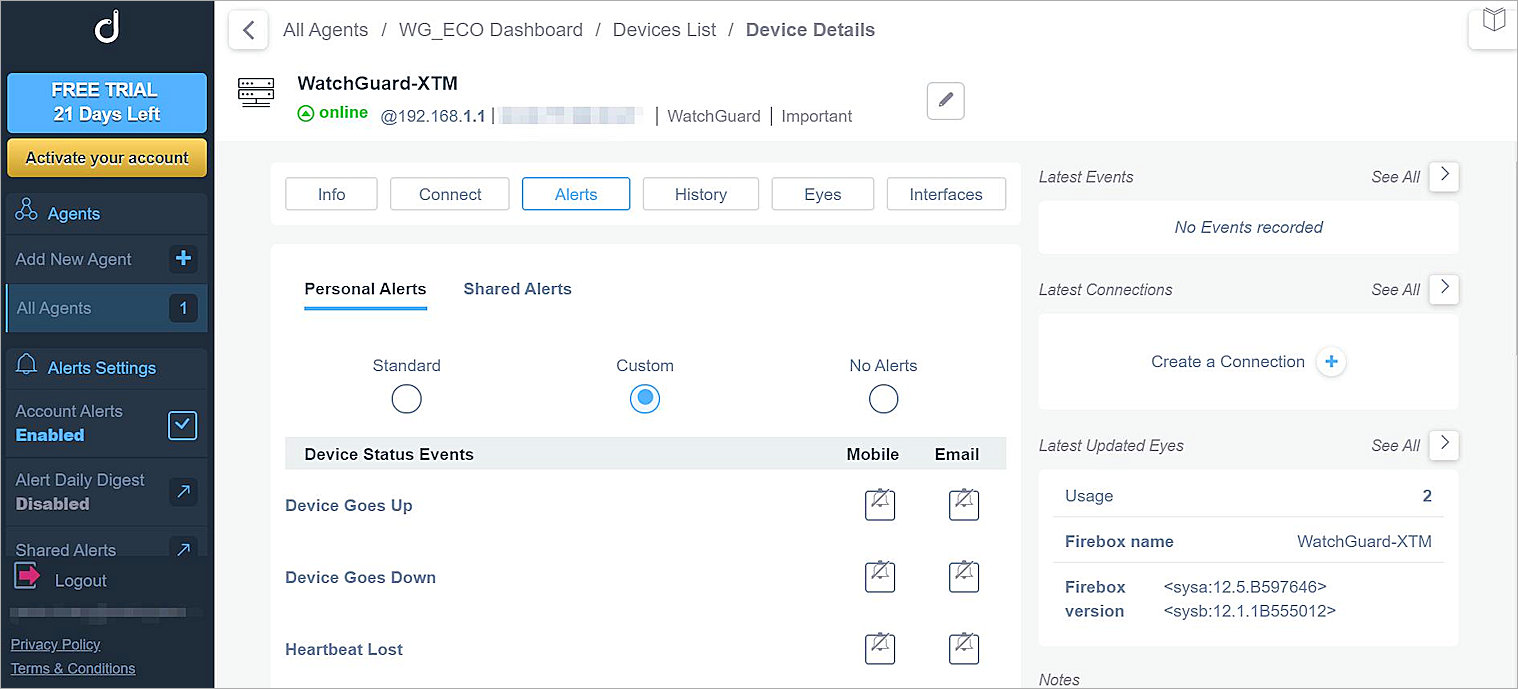 FREE TRIAL
21 Days Left
Activate your account
Agents
Add New Agent
All Agents 1
Alerts Settings
Account Alerts
Enabled
Alert Daily Digest
Disabled
Shared Alerts
Logout
Privacy Policy
Terms & Conditions
All Agents / WG_ECO Dashboard / Devices List / Device Details
WatchGuard-XTM
online @192.168.1.1 | | WatchGuard | Important
Info Connect Alerts History Eyes Interfaces
Personal Alerts Shared Alerts
Standard Custom No Alerts
Device Status Events Mobile Email
Device Goes Up
Device Goes Down
Heartbeat Lost
Latest Events See All
No Events recorded
Latest Connections See All
Create a Connection
Latest Updated Eyes See All
Usage 2
Firebox name WatchGuard-XTM
Firebox <sysa:12.5.B597646>
version <sysb:12.1.1B555012>
Notes